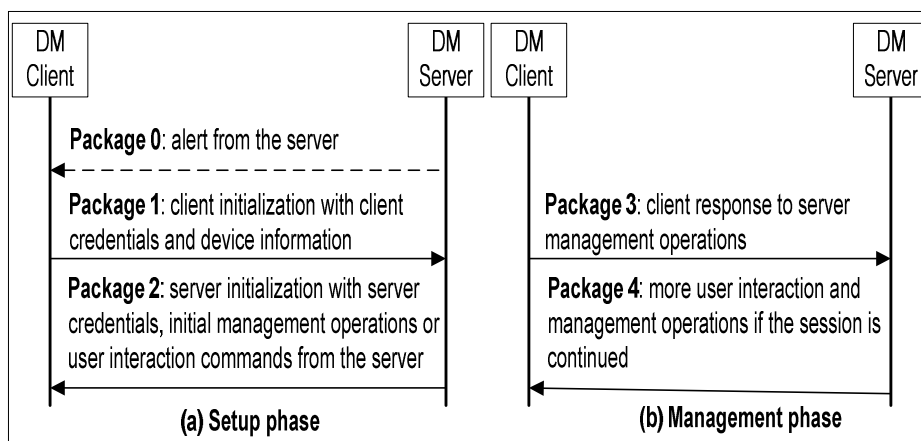 DM
Client
DM
Server
Package 0: alert from the server
Package 1: client initialization with client
credentials and device information
Package 2: server initialization with server
credentials, initial management operations or
user interaction commands from the server
(a) Setup phase
DM
Client
DM
Server
Package 3: client response to server
management operations
Package 4: more user interaction and
management operations if the session is
continued
(b) Management phase